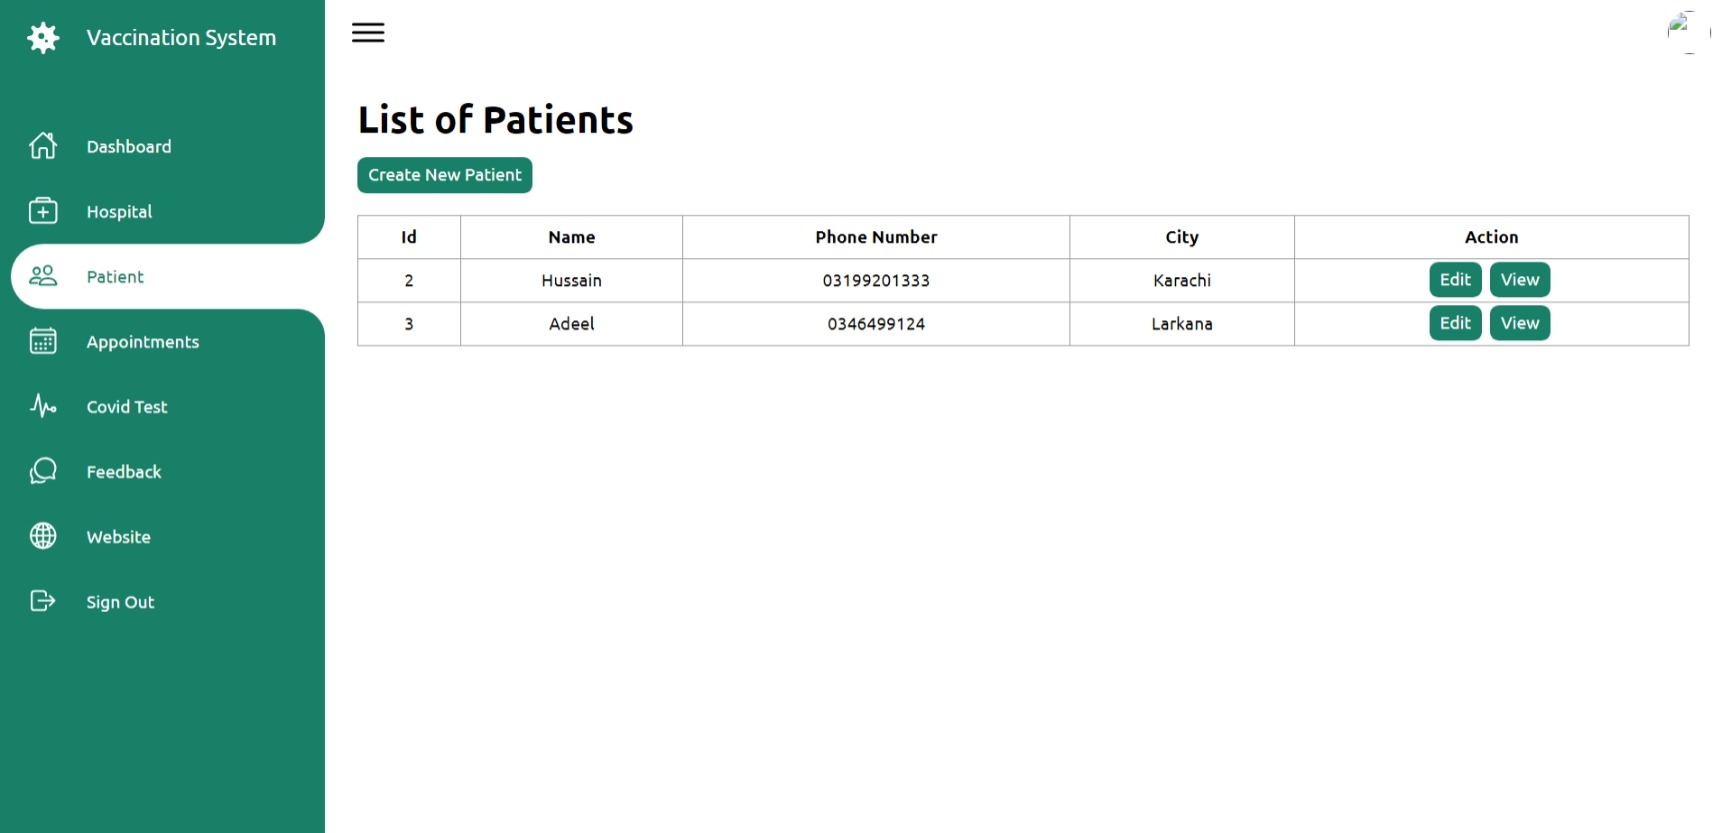 Vaccination System
Dashboard
Hospital
Patient
Appointments
Covid Test
Feedback
Website
Sign Out
List of Patients
Create New Patient
Id Name Phone Number City Action
2 Hussain 03199201333 Karachi Edit View
3 Adeel 0346499124 Larkana Edit View